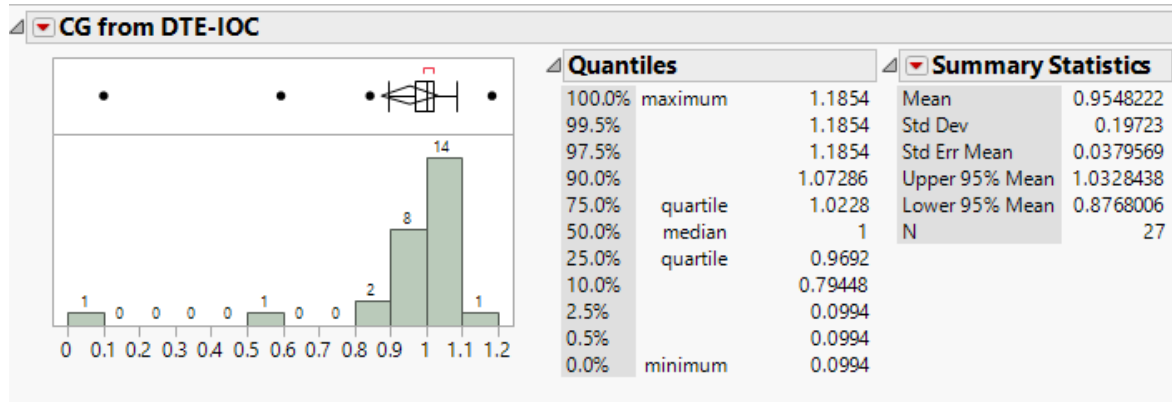 CG from DTE-IOC
1 0 0 0 0 1 0 0 2 8 14 1
0 0.1 0.2 0.3 0.4 0.5 0.6 0.7 0.8 0.9 1 1.1 1.2
Quantiles
100.0% maximum 1.1854
99.5% 1.1854
97.5% 1.1854
90.0% 1.07286
75.0% quartile 1.0228
50.0% median 1
25.0% quartile 0.9692
10.0% 0.79448
2.5% 0.0994
0.5% 0.0994
0.0% minimum 0.0994
Summary Statistics
Mean 0.9548222
Std Dev 0.19723
Std Err Mean 0.0379569
Upper 95% Mean 1.0328438
Lower 95% Mean 0.8768006
N 27